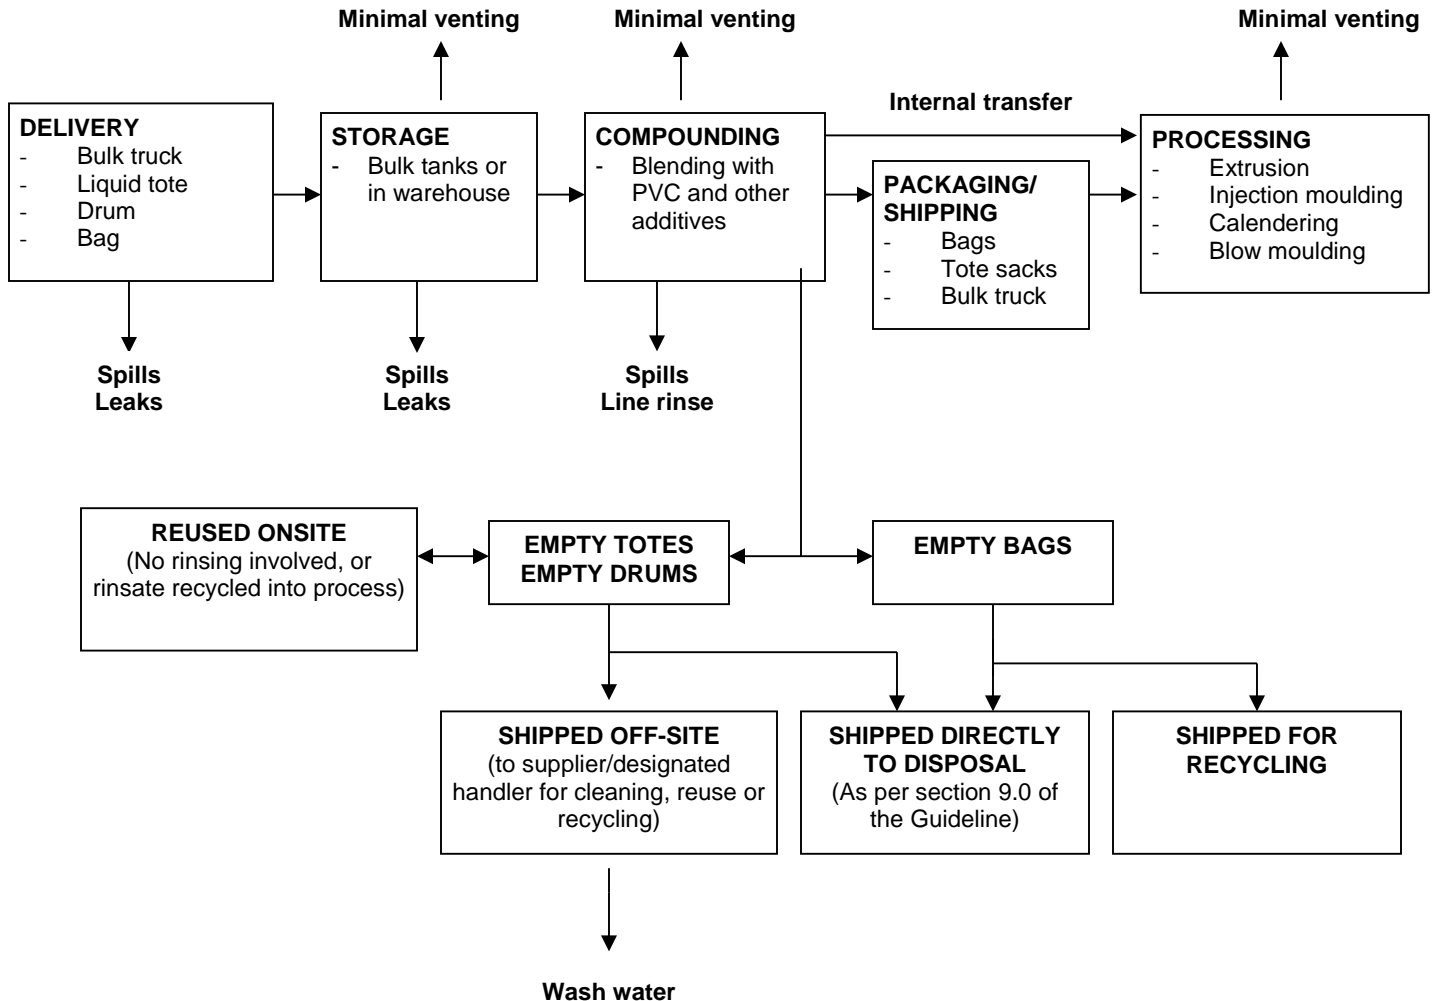 Minimal venting
Minimal venting
Minimal venting
Internal transfer
DELIVERY
- Bulk truck
- Liquid tote
- Drum
- Bag
STORAGE
- Bulk tanks or
in warehouse
COMPOUNDING
- Blending with
PVC and other
additives
PACKAGING/
SHIPPING
- Bags
- Tote sacks
- Bulk truck
PROCESSING
- Extrusion
- Injection moulding
- Calendering
- Blow moulding
Spills
Leaks
Spills
Leaks
Spills
Line rinse
REUSED ONSITE
(No rinsing involved, or
rinsate recycled into process)
EMPTY TOTES
EMPTY DRUMS
EMPTY BAGS
SHIPPED OFF-SITE
(to supplier/designated
handler for cleaning, reuse or
recycling)
SHIPPED DIRECTLY
TO DISPOSAL
(As per section 9.0 of
the Guideline)
SHIPPED FOR
RECYCLING
Wash water